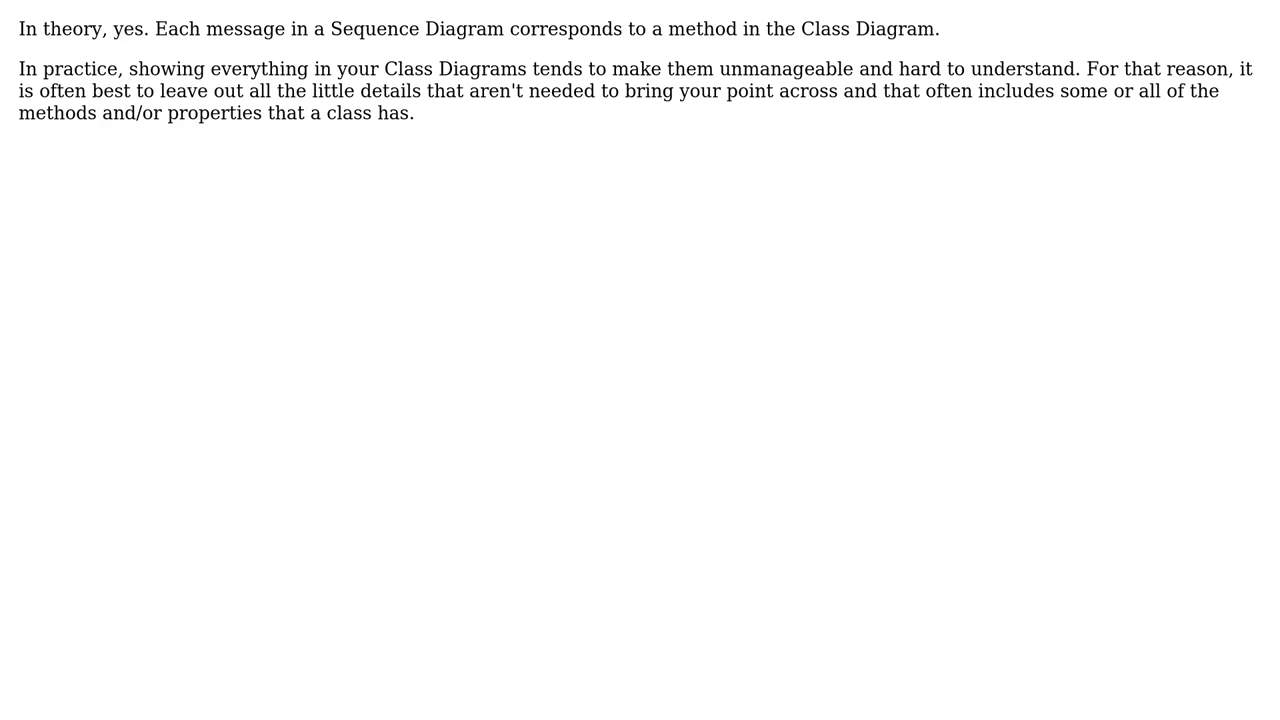 In theory, yes. Each message in a Sequence Diagram corresponds to a method in the Class Diagram.
In practice, showing everything in your Class Diagrams tends to make them unmanageable and hard to understand. For that reason, it
is often best to leave out all the little details that aren't needed to bring your point across and that often includes some or all of the
methods and/or properties that a class has.